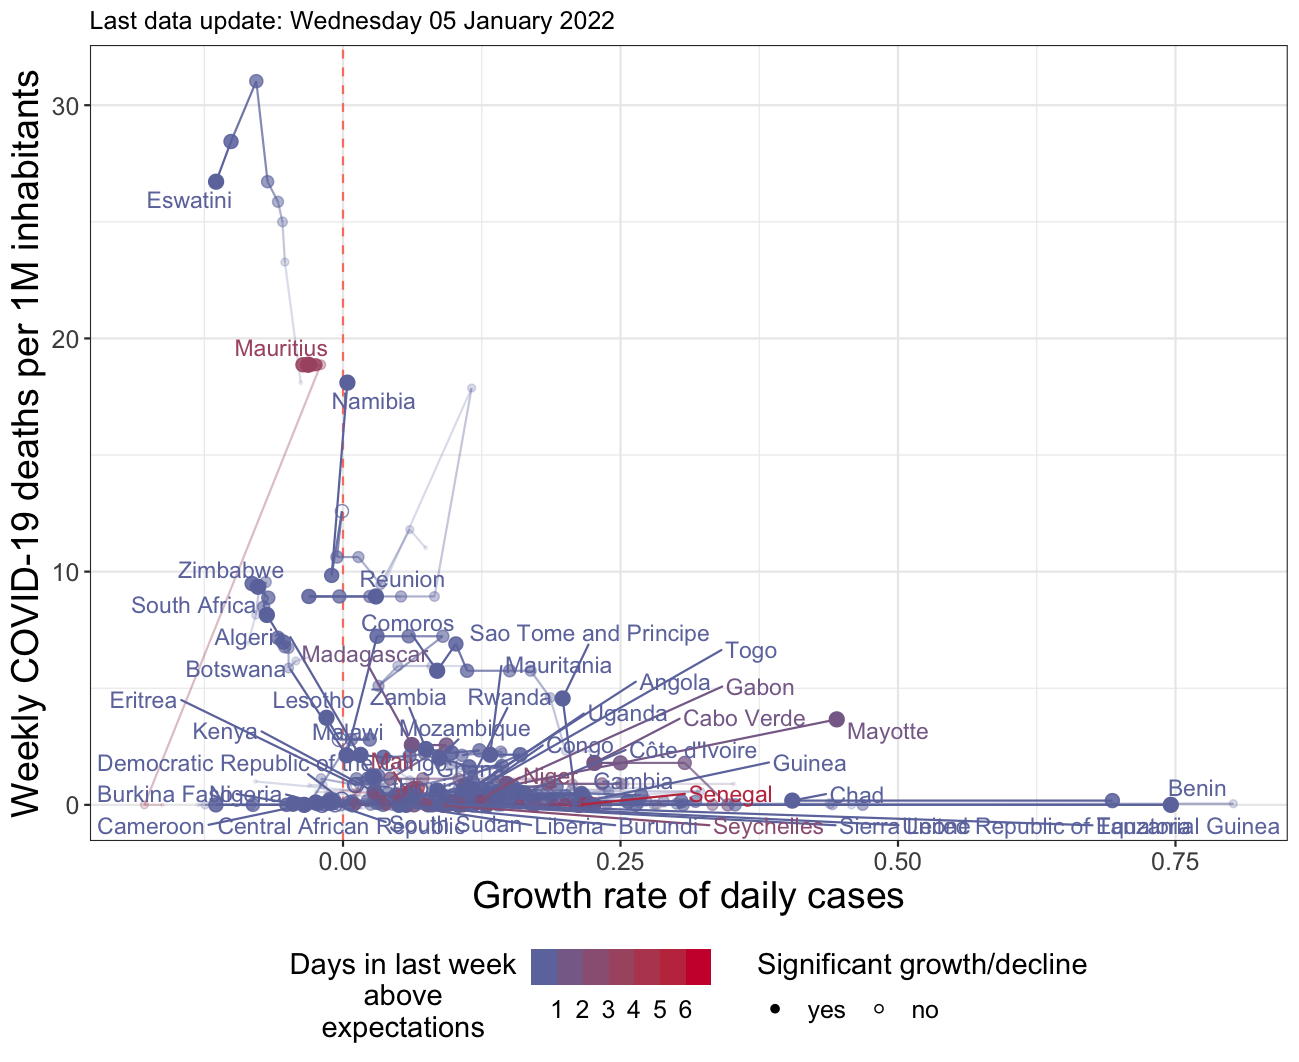 Last data update: Wednesday 05 January 2022
Weekly COVID-19 deaths per 1M inhabitants
30
20
10
0
Eswatini
Mauritius
Namibia
Zimbabwe
Réunion
South Africa
Comoros
Sao Tome and Principe
Algeria
Togo
Madagascar
Mauritania
Botswana
Angola
Gabon
Eritrea
Lesotho
Zambia
Rwanda
Uganda
Cabo Verde
Kenya
Malawi
Mozambique
Mayotte
Congo
Côte d'Ivoire
Democratic Republic of the Congo
Mali
Guinea
Niger
Gambia
Benin
Burkina Faso
Nigeria
Senegal
Chad
Cameroon
Central African Republic
South Sudan
Liberia
Burundi
Seychelles
Sierra Leone
United Republic of Tanzania
Equatorial Guinea
0.00
0.25
0.50
0.75
Growth rate of daily cases
Days in last week
above
expectations
1 2 3 4 5 6
Significant growth/decline
yes
no